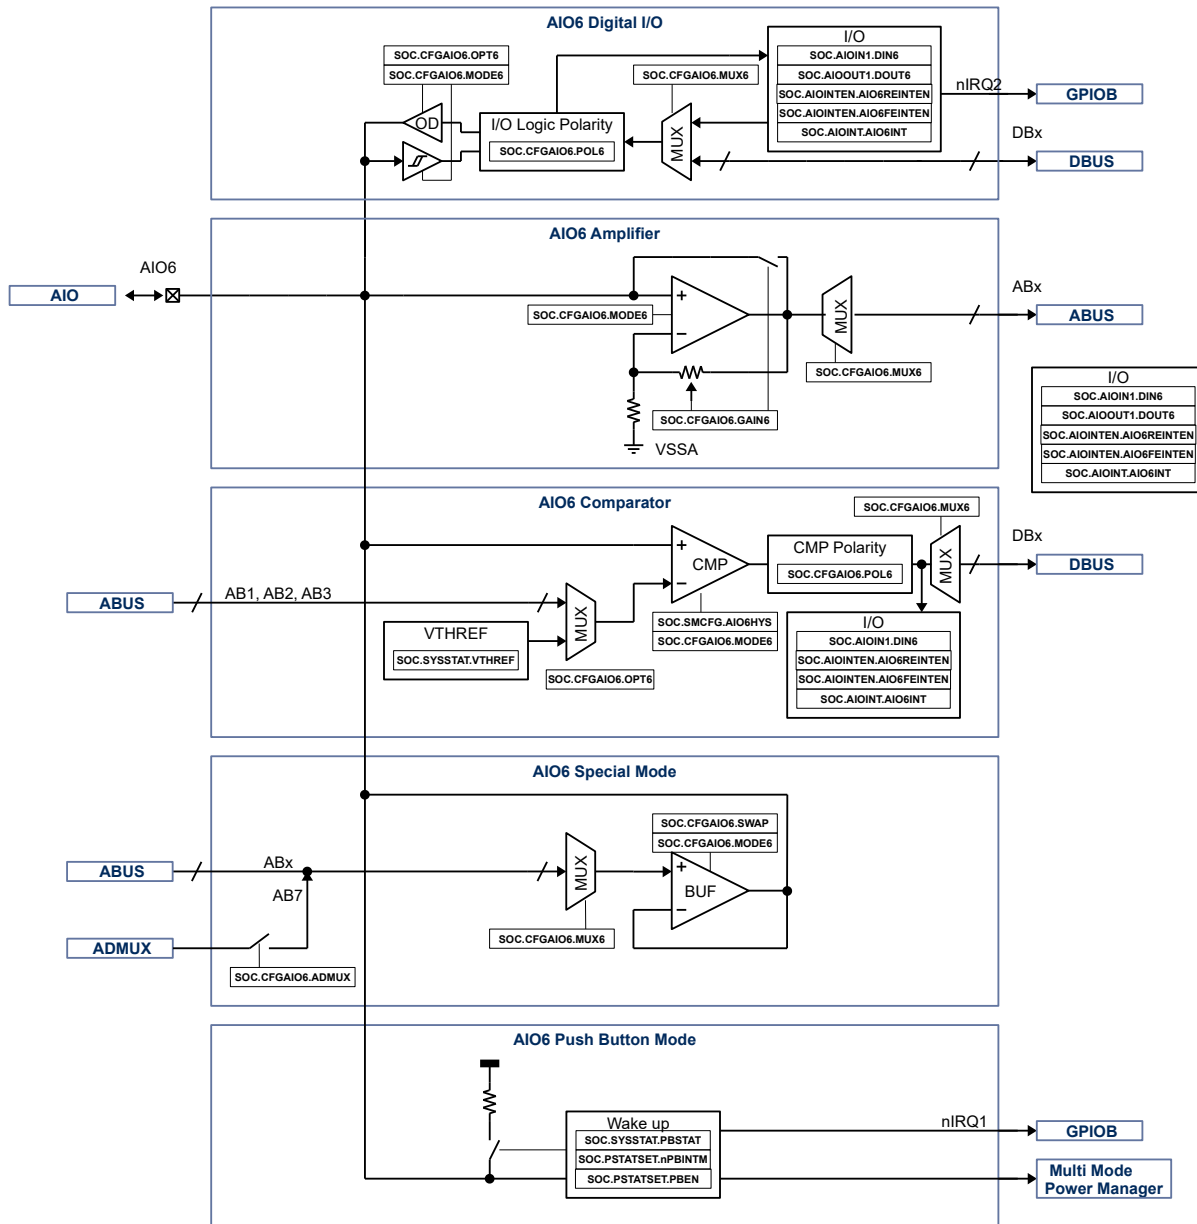 AIO6 Digital I/O
SOC.CFGAIO6.OPT6
SOC.CFGAIO6.MODE6
SOC.CFGAIO6.MUX6
I/O
SOC.AIOIN1.DIN6
SOC.AIOOUT1.DOUT6
SOC.AIOINTEN.AIO6REINTEN
SOC.AIOINTEN.AIO6FEINTEN
SOC.AIOINT.AIO6INT
nIRQ2
GPIOB
OD
I/O Logic Polarity
SOC.CFGAIO6.POL6
MUX
DBx
DBUS
AIO6 Amplifier
AIO
AIO6
SOC.CFGAIO6.MODE6
+
−
MUX
ABx
ABUS
SOC.CFGAIO6.MUX6
SOC.CFGAIO6.GAIN6
VSSA
I/O
SOC.AIOIN1.DIN6
SOC.AIOOUT1.DOUT6
SOC.AIOINTEN.AIO6REINTEN
SOC.AIOINTEN.AIO6FEINTEN
SOC.AIOINT.AIO6INT
AIO6 Comparator
SOC.CFGAIO6.MUX6
+
−
CMP
CMP Polarity
SOC.CFGAIO6.POL6
MUX
DBx
DBUS
ABUS
AB1, AB2, AB3
MUX
VTHREF
SOC.SYSSTAT.VTHREF
SOC.CFGAIO6.OPT6
SOC.SMCFG.AIO6HYS
SOC.CFGAIO6.MODE6
I/O
SOC.AIOIN1.DIN6
SOC.AIOINTEN.AIO6REINTEN
SOC.AIOINTEN.AIO6FEINTEN
SOC.AIOINT.AIO6INT
AIO6 Special Mode
SOC.CFGAIO6.SWAP
SOC.CFGAIO6.MODE6
ABUS
ABx
AB7
MUX
+
−
BUF
SOC.CFGAIO6.MUX6
ADMUX
SOC.CFGAIO6.ADMUX
AIO6 Push Button Mode
Wake up
SOC.SYSSTAT.PBSTAT
SOC.PSTATSET.nPBINTM
SOC.PSTATSET.PBEN
nIRQ1
GPIOB
Multi Mode
Power Manager